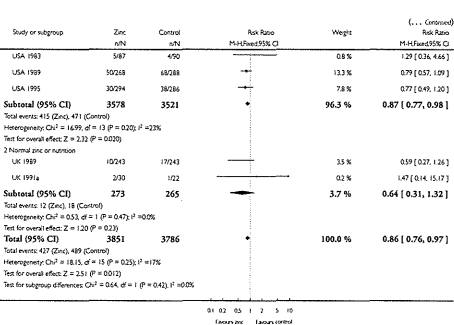 (... Continued)
Study or subgroup Zinc Control Risk Ratio Weight Risk Ratio
n/N n/N M-H,Fixed,95% CI M-H,Fixed,95% CI
USA 1983 5/87 4/90 0.8 % 1.29 [ 0.36, 4.66 ]
USA 1989 50/268 68/288 13.3 % 0.79 [ 0.57, 1.09 ]
USA 1995 30/294 38/286 7.8 % 0.77 [ 0.49, 1.20 ]
Subtotal (95% CI) 3578 3521 96.3 % 0.87 [ 0.77, 0.98 ]
Total events: 415 (Zinc), 471 (Control)
Heterogeneity: Chi² = 16.99, df = 13 (P = 0.20); I² =23%
Test for overall effect: Z = 2.32 (P = 0.020)
2 Normal zinc or nutrition
UK 1989 10/243 17/243 3.5 % 0.59 [ 0.27, 1.26 ]
UK 1991a 2/30 1/22 0.2 % 1.47 [ 0.14, 15.17 ]
Subtotal (95% CI) 273 265 3.7 % 0.64 [ 0.31, 1.32 ]
Total events: 12 (Zinc), 18 (Control)
Heterogeneity: Chi² = 0.53, df = 1 (P = 0.47); I² =0.0%
Test for overall effect: Z = 1.20 (P = 0.23)
Total (95% CI) 3851 3786 100.0 % 0.86 [ 0.76, 0.97 ]
Total events: 427 (Zinc), 489 (Control)
Heterogeneity: Chi² = 18.15, df = 15 (P = 0.25); I² =17%
Test for overall effect: Z = 2.51 (P = 0.012)
Test for subgroup differences: Chi² = 0.64, df = 1 (P = 0.42), I² =0.0%
0.1 0.2 0.5 1 2 5 10
Favours zinc Favours control